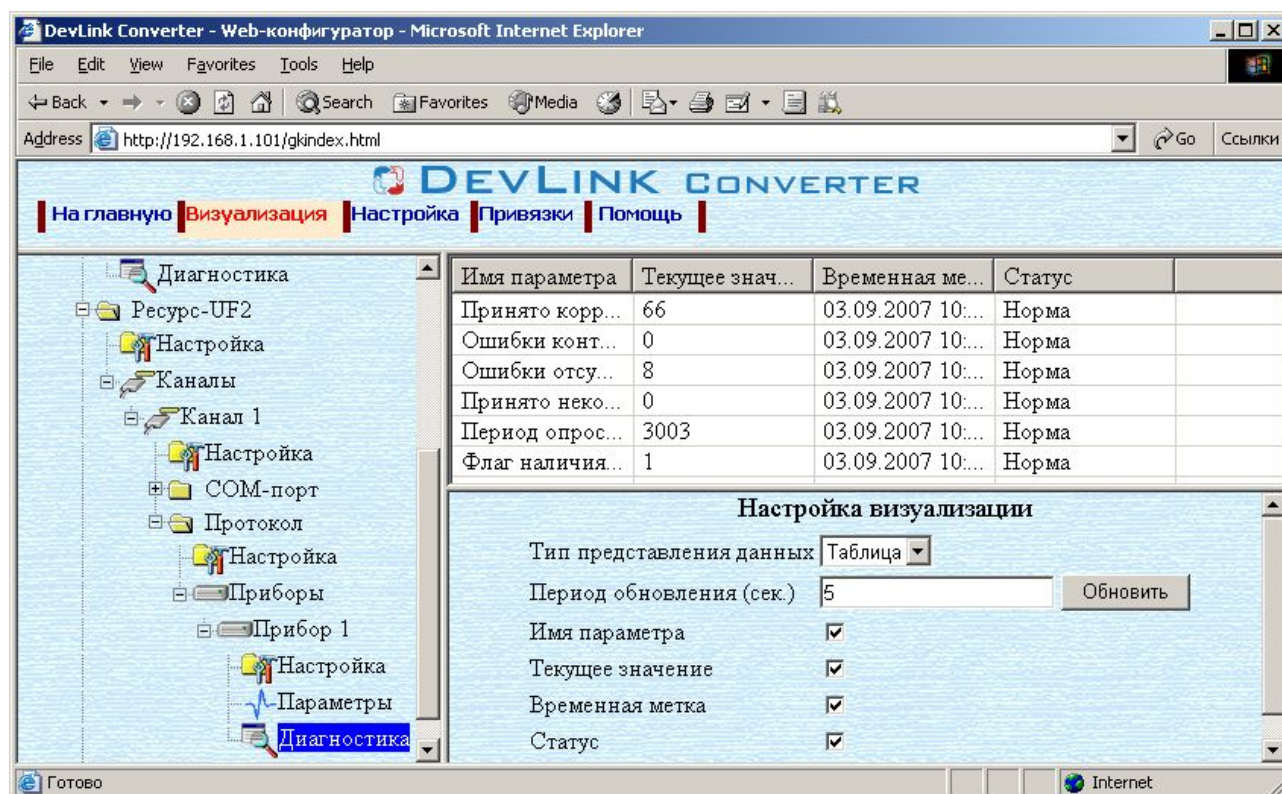 DevLink Converter - Web-конфигуратор - Microsoft Internet Explorer
File Edit View Favorites Tools Help
Back Search Favorites Media
Address http://192.168.1.101/gkindex.html Go Ссылки
DEVLINK CONVERTER
На главную Визуализация Настройка Привязки Помощь
Диагностика
Ресурс-UF2
Настройка
Каналы
Канал 1
Настройка
COM-порт
Протокол
Настройка
Приборы
Прибор 1
Настройка
Параметры
Диагностика
Имя параметра Текущее знач... Временная ме... Статус
Принято корр... 66 03.09.2007 10:... Норма
Ошибки конт... 0 03.09.2007 10:... Норма
Ошибки отсу... 8 03.09.2007 10:... Норма
Принято неко... 0 03.09.2007 10:... Норма
Период опрос... 3003 03.09.2007 10:... Норма
Флаг наличия... 1 03.09.2007 10:... Норма
Настройка визуализации
Тип представления данных Таблица
Период обновления (сек.) 5 Обновить
Имя параметра
Текущее значение
Временная метка
Статус
Готово Internet